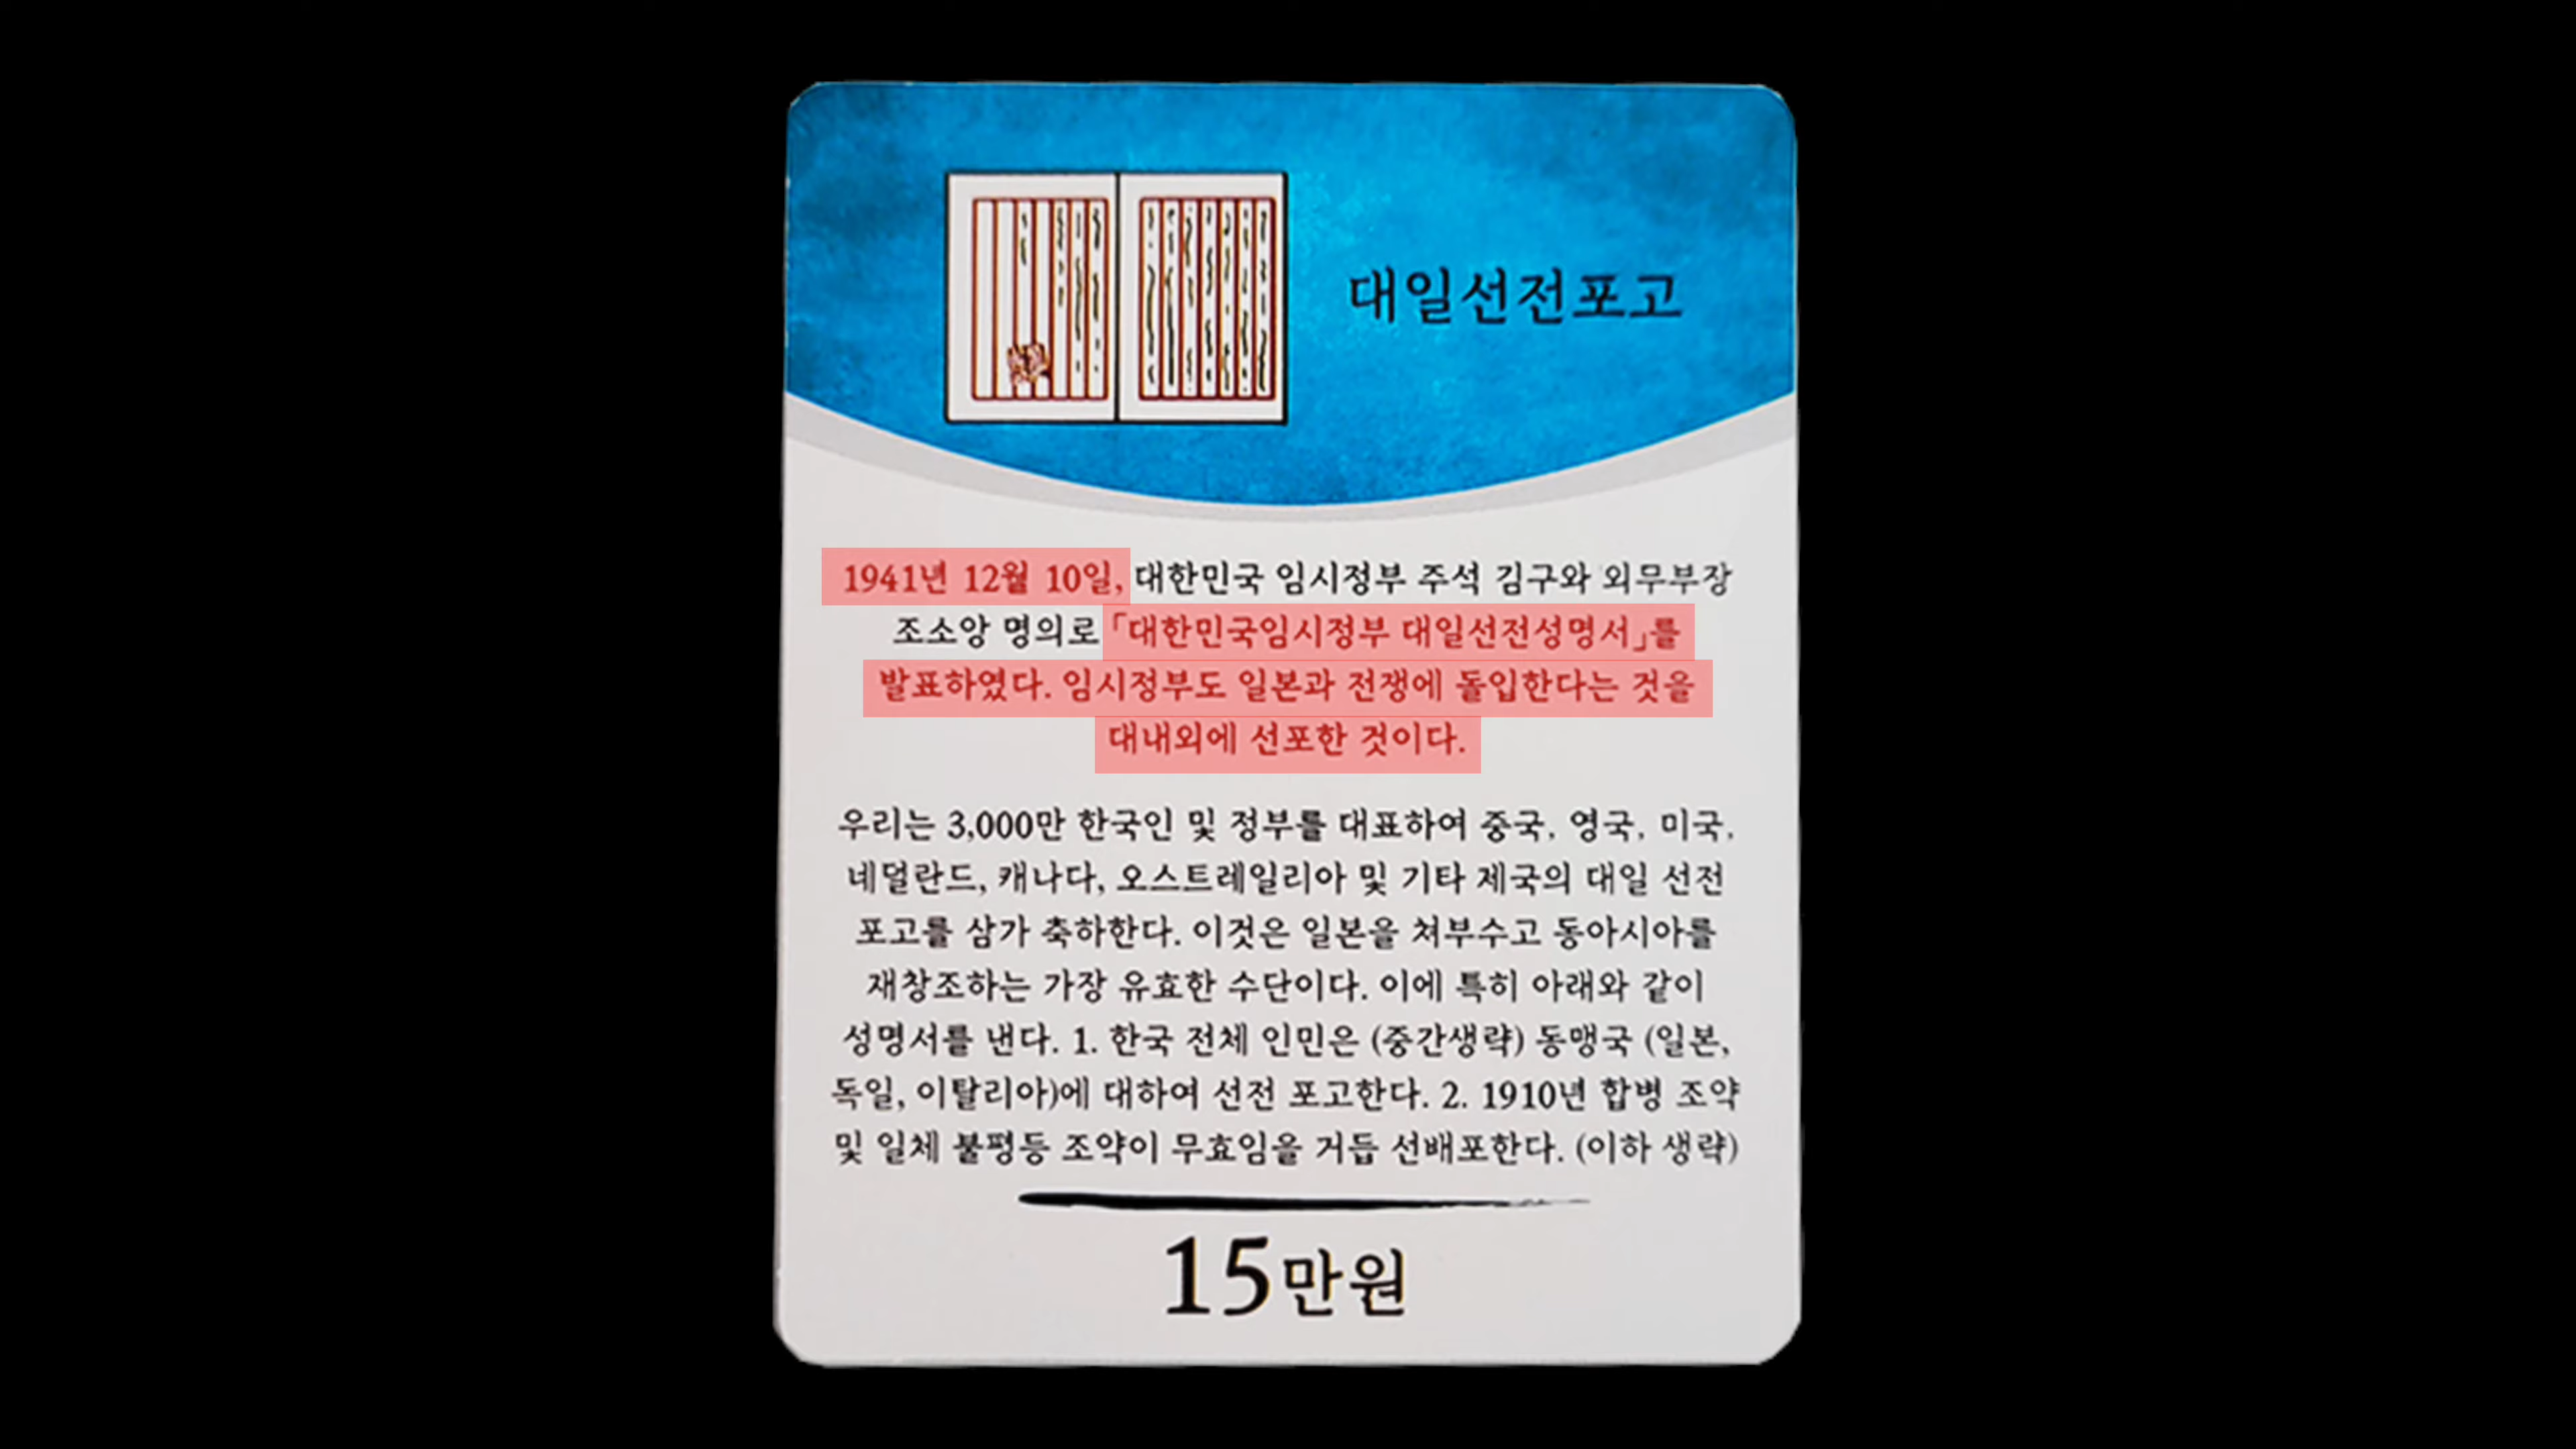 대일선전포고
1941년 12월 10일, 대한민국 임시정부 주석 김구와 외무부장
조소앙 명의로 「대한민국임시정부 대일선전성명서」를
발표하였다. 임시정부도 일본과 전쟁에 돌입한다는 것을
대내외에 선포한 것이다.
우리는 3,000만 한국인 및 정부를 대표하여 중국, 영국, 미국,
네덜란드, 캐나다, 오스트레일리아 및 기타 제국의 대일 선전
포고를 삼가 축하한다. 이것은 일본을 쳐부수고 동아시아를
재창조하는 가장 유효한 수단이다. 이에 특히 아래와 같이
성명서를 낸다. 1. 한국 전체 인민은 (중간생략) 동맹국 (일본,
독일, 이탈리아)에 대하여 선전 포고한다. 2. 1910년 합병 조약
및 일체 불평등 조약이 무효임을 거듭 선배포한다. (이하 생략)
15만원